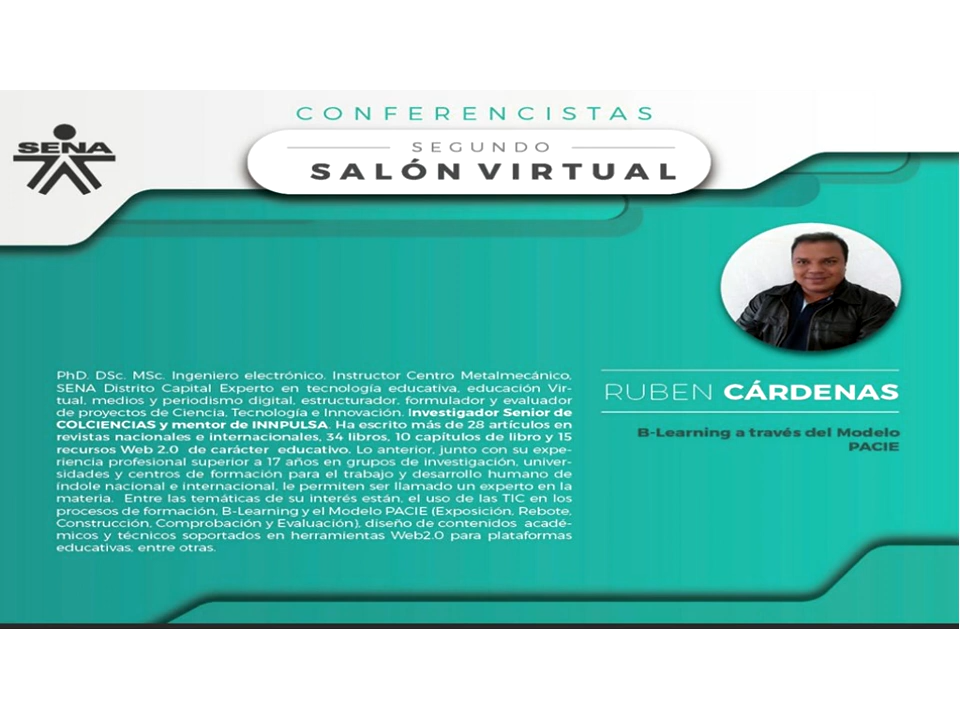 CONFERENCISTAS
SENA
SEGUNDO
SALÓN VIRTUAL
PhD. DSc. MSc. Ingeniero electrónico. Instructor Centro Metalmecánico,
SENA Distrito Capital Experto en tecnología educativa, educación Vir-
tual, medios y periodismo digital, estructurador, formulador y evaluador
de proyectos de Ciencia, Tecnología e Innovación. Investigador Senior de
COLCIENCIAS y mentor de INNPULSA. Ha escrito más de 28 artículos en
revistas nacionales e internacionales, 34 libros, 10 capítulos de libro y 15
recursos Web 2.0 de carácter educativo. Lo anterior, junto con su expe-
riencia profesional superior a 17 años en grupos de investigación, univer-
sidades y centros de formación para el trabajo y desarrollo humano de
índole nacional e internacional, le permiten ser llamado un experto en la
materia. Entre las temáticas de su interés están, el uso de las TIC en los
procesos de formación, B-Learning y el Modelo PACIE (Exposición, Rebote,
Construcción, Comprobación y Evaluación), diseño de contenidos acadé-
micos y técnicos soportados en herramientas Web2.0 para plataformas
educativas, entre otras.
RUBEN CÁRDENAS
B-Learning a través del Modelo
PACIE